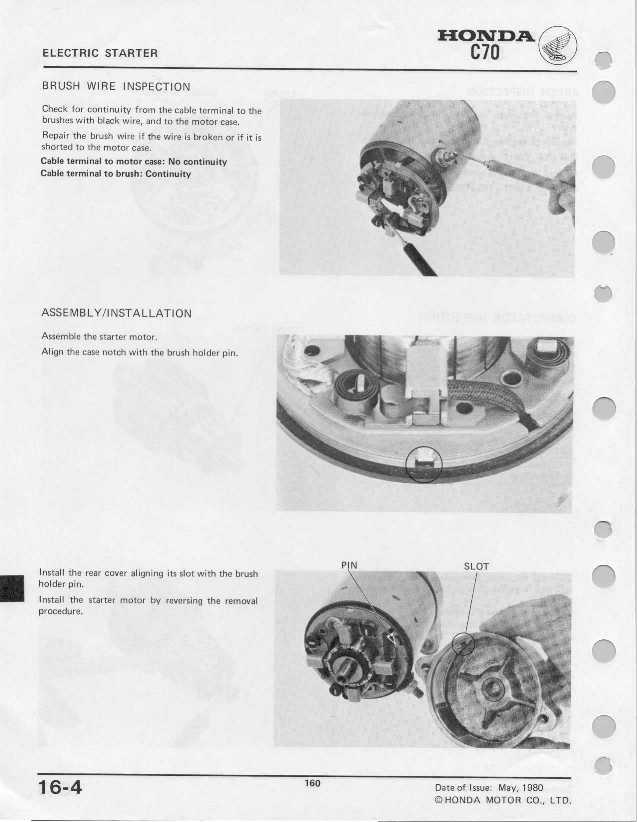 HONDA
C70
ELECTRIC STARTER
BRUSH WIRE INSPECTION
Check for continuity from the cable terminal to the
brushes with black wire, and to the motor case.
Repair the brush wire if the wire is broken or if it is
shorted to the motor case.
Cable terminal to motor case: No continuity
Cable terminal to brush: Continuity
ASSEMBLY/INSTALLATION
Assemble the starter motor.
Align the case notch with the brush holder pin.
Install the rear cover aligning its slot with the brush
holder pin.
Install the starter motor by reversing the removal
procedure.
PIN
SLOT
16-4
160
Date of Issue: May, 1980
©HONDA MOTOR CO., LTD.